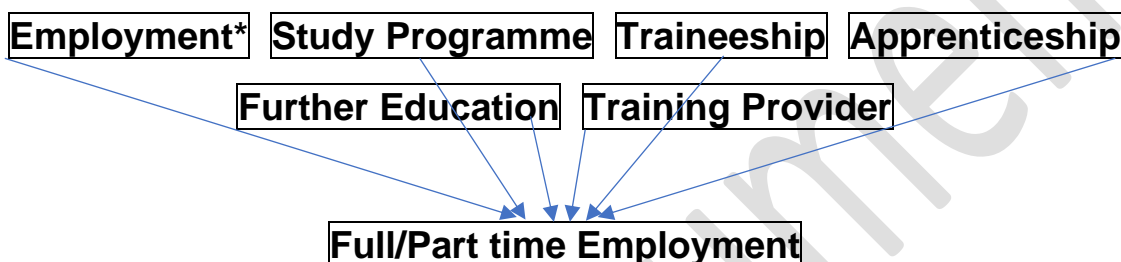 Employment* Study Programme Traineeship Apprenticeship
Further Education Training Provider
Full/Part time Employment